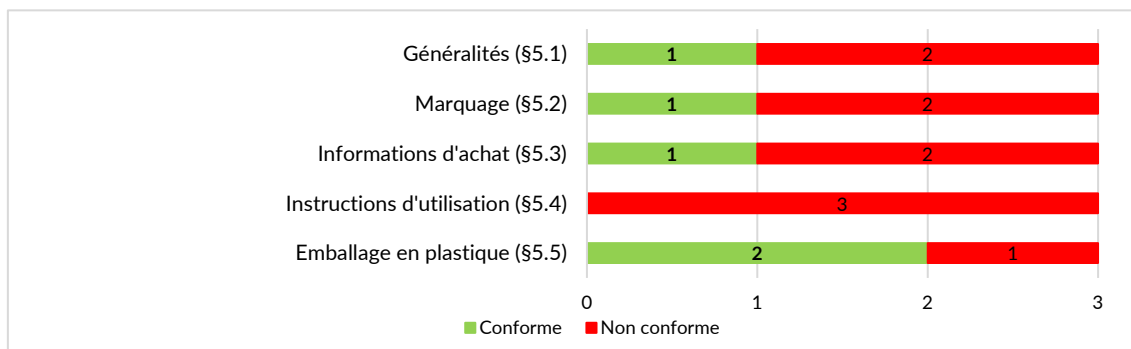 Généralités (§5.1)
1 2
Marquage (§5.2)
1 2
Informations d'achat (§5.3)
1 2
Instructions d'utilisation (§5.4)
3
Emballage en plastique (§5.5)
2 1
0 1 2 3
Conforme Non conforme